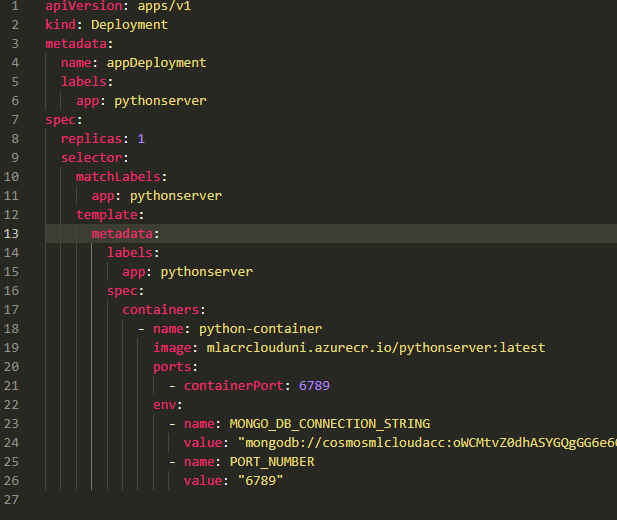 1 apiVersion: apps/v1
2 kind: Deployment
3 metadata:
4   name: appDeployment
5   labels:
6     app: pythonserver
7 spec:
8   replicas: 1
9   selector:
10     matchLabels:
11       app: pythonserver
12     template:
13       metadata:
14         labels:
15           app: pythonserver
16         spec:
17           containers:
18             - name: python-container
19               image: mlacrclouduni.azurecr.io/pythonserver:latest
20               ports:
21                 - containerPort: 6789
22               env:
23                 - name: MONGO_DB_CONNECTION_STRING
24                   value: "mongodb://cosmosmlcloudacc:oWCMtvZ0dhASYGQgGG6e6
25                 - name: PORT_NUMBER
26                   value: "6789"
27